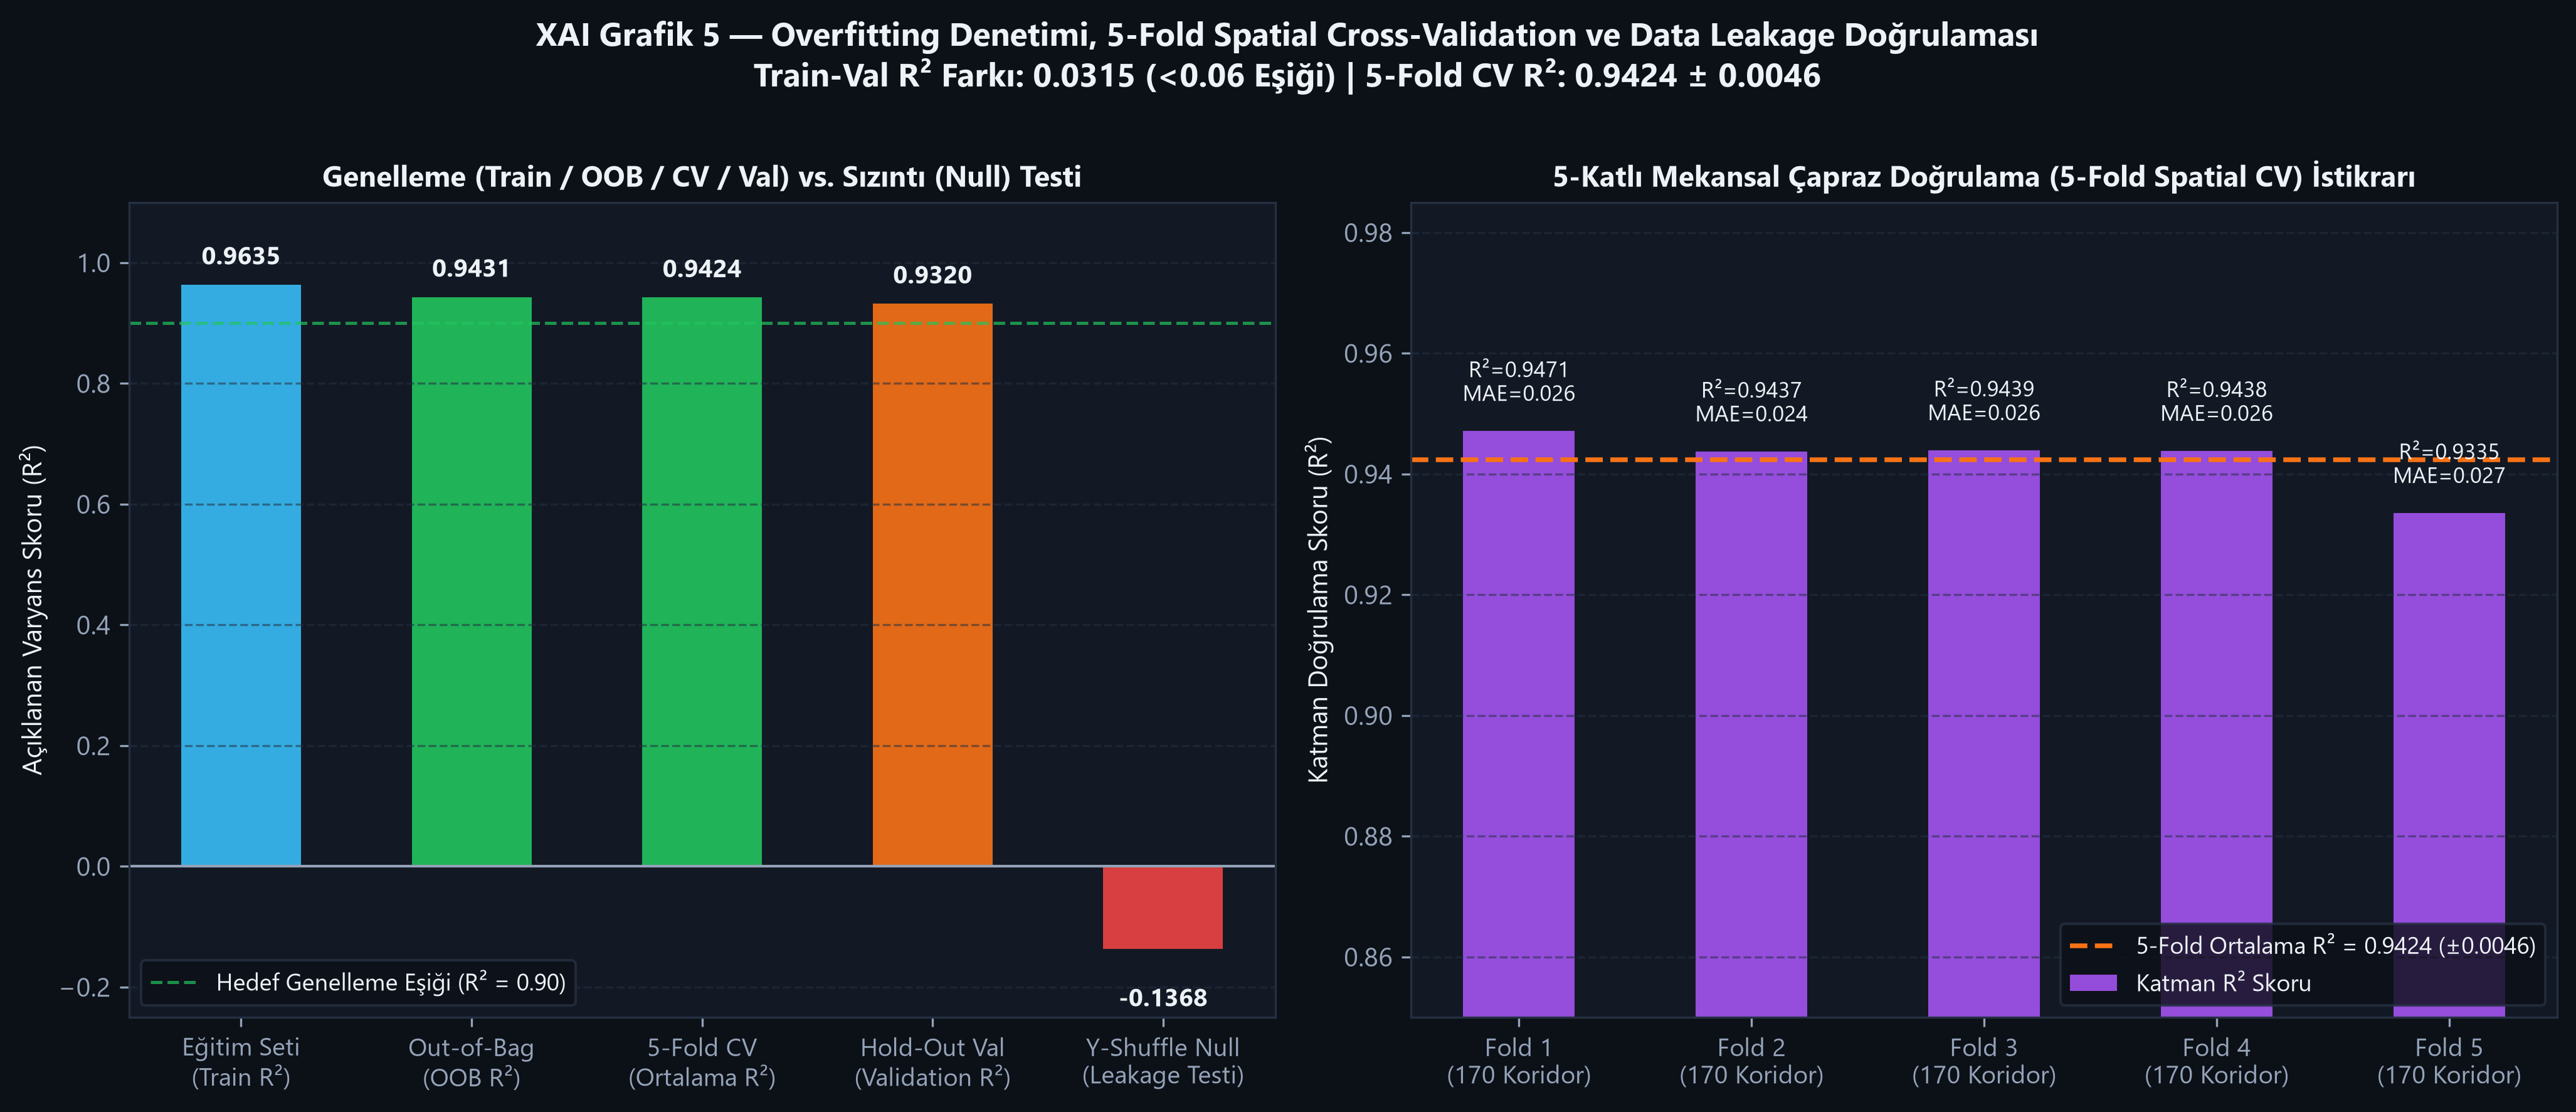 XAI Grafik 5 — Overfitting Denetimi, 5-Fold Spatial Cross-Validation ve Data Leakage Doğrulaması
Train-Val R² Farkı: 0.0315 (<0.06 Eşiği) | 5-Fold CV R²: 0.9424 ± 0.0046
Genelleme (Train / OOB / CV / Val) vs. Sızıntı (Null) Testi
Açıklanan Varyans Skoru (R²)
1.0
0.8
0.6
0.4
0.2
0.0
−0.2
0.9635
0.9431
0.9424
0.9320
-0.1368
Hedef Genelleme Eşiği (R² = 0.90)
Eğitim Seti
(Train R²)
Out-of-Bag
(OOB R²)
5-Fold CV
(Ortalama R²)
Hold-Out Val
(Validation R²)
Y-Shuffle Null
(Leakage Testi)
5-Katlı Mekansal Çapraz Doğrulama (5-Fold Spatial CV) İstikrarı
Katman Doğrulama Skoru (R²)
0.98
0.96
0.94
0.92
0.90
0.88
0.86
R²=0.9471
MAE=0.026
R²=0.9437
MAE=0.024
R²=0.9439
MAE=0.026
R²=0.9438
MAE=0.026
R²=0.9335
MAE=0.027
5-Fold Ortalama R² = 0.9424 (±0.0046)
Katman R² Skoru
Fold 1
(170 Koridor)
Fold 2
(170 Koridor)
Fold 3
(170 Koridor)
Fold 4
(170 Koridor)
Fold 5
(170 Koridor)